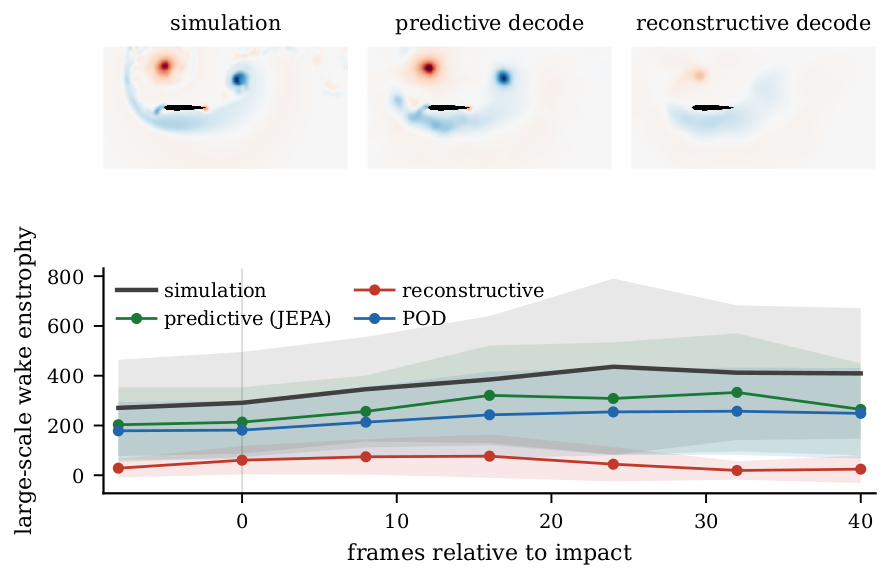 simulation
predictive decode
reconstructive decode
large-scale wake enstrophy
800
600
400
200
0
simulation
predictive (JEPA)
reconstructive
POD
0
10
20
30
40
frames relative to impact